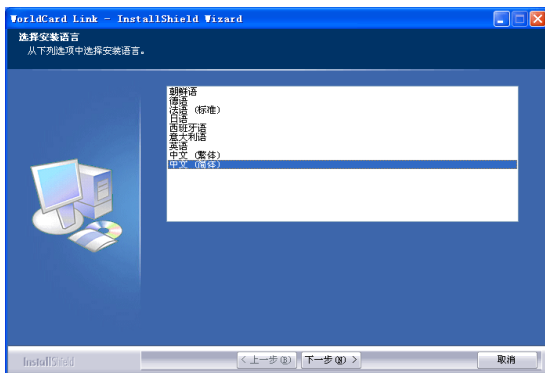 WorldCard Link - InstallShield Wizard
选择安装语言
从下列选项中选择安装语言。
朝鲜语
德语
法语 (标准)
日语
西班牙语
意大利语
英语
中文 (繁体)
中文 (简体)
InstallShield
< 上一步(B) 下一步(N) > 取消